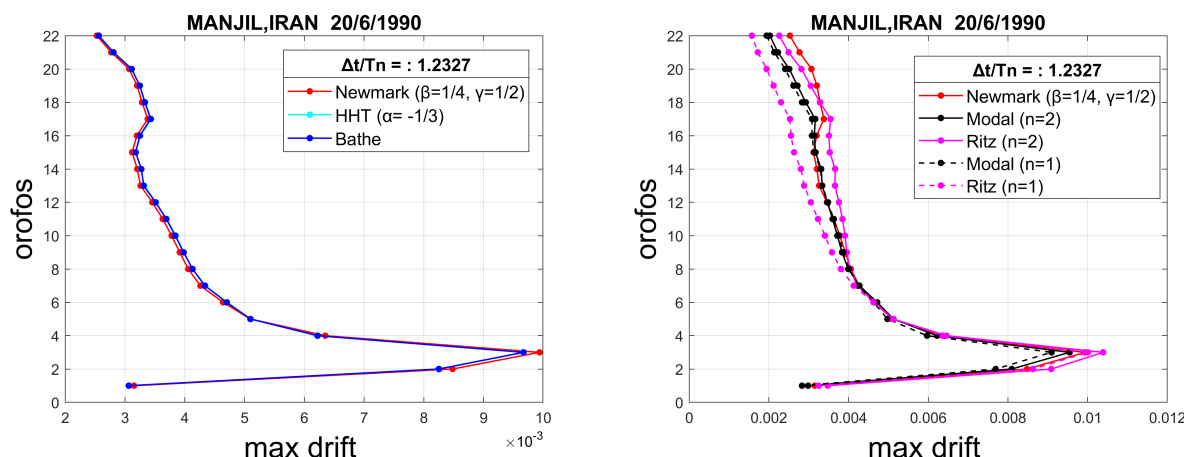 MANJIL,IRAN 20/6/1990
22
20
18
16
14
12
10
8
6
4
2
0
orofos
Δt/Tn = : 1.2327
Newmark (β=1/4, γ=1/2)
HHT (α= -1/3)
Bathe
2 3 4 5 6 7 8 9 10
×10-3
max drift
MANJIL,IRAN 20/6/1990
22
20
18
16
14
12
10
8
6
4
2
0
orofos
Δt/Tn = : 1.2327
Newmark (β=1/4, γ=1/2)
Modal (n=2)
Ritz (n=2)
Modal (n=1)
Ritz (n=1)
0 0.002 0.004 0.006 0.008 0.01 0.012
max drift